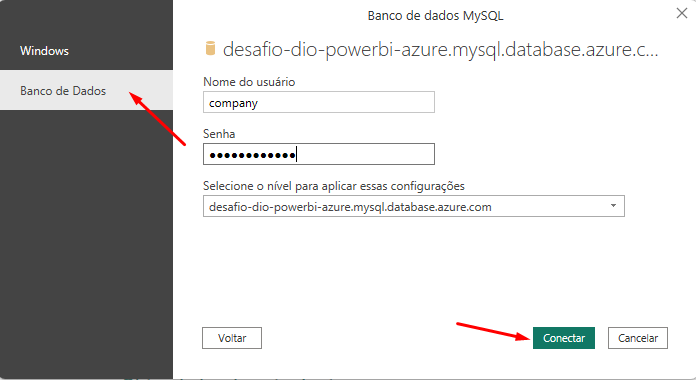 Banco de dados MySQL
Windows
Banco de Dados
desafio-dio-powerbi-azure.mysql.database.azure.c...
Nome do usuário
company
Senha
●●●●●●●●●●●●
Selecione o nível para aplicar essas configurações
desafio-dio-powerbi-azure.mysql.database.azure.com
Voltar
Conectar
Cancelar